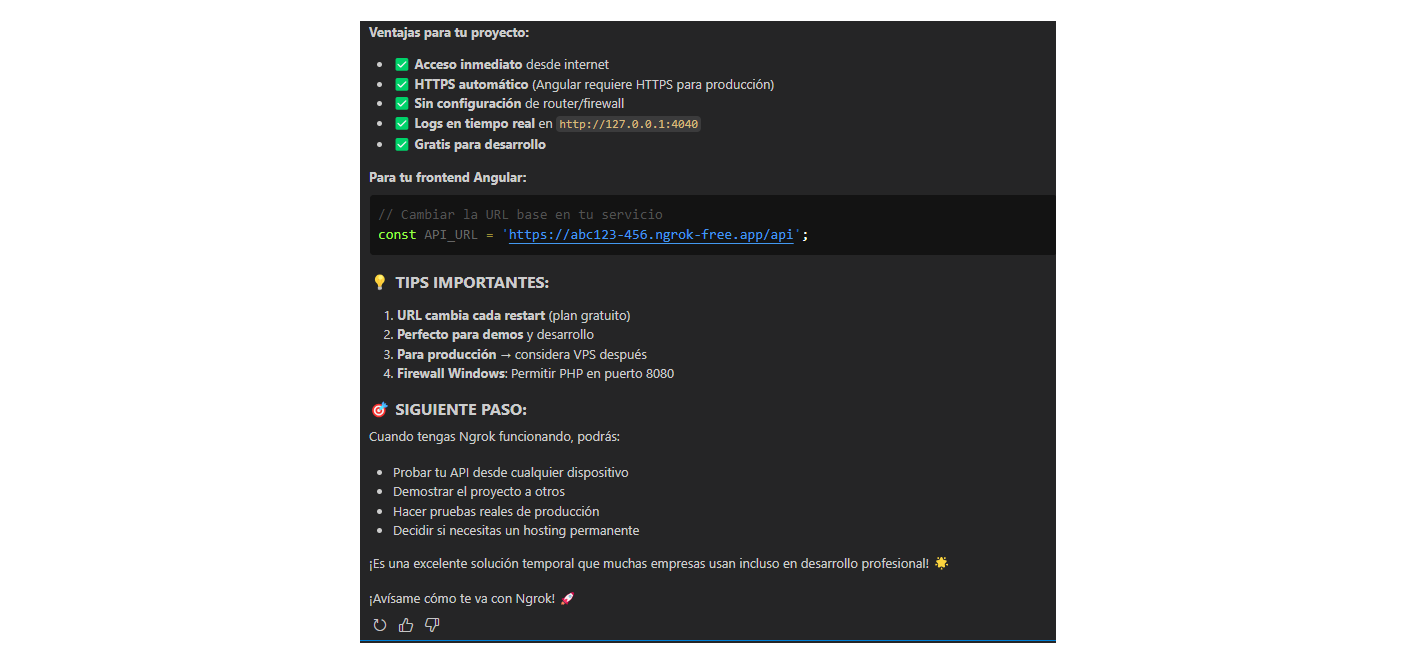 Ventajas para tu proyecto:
✅ Acceso inmediato desde internet
✅ HTTPS automático (Angular requiere HTTPS para producción)
✅ Sin configuración de router/firewall
✅ Logs en tiempo real en http://127.0.0.1:4040
✅ Gratis para desarrollo
Para tu frontend Angular:
// Cambiar la URL base en tu servicio
const API_URL = 'https://abc123-456.ngrok-free.app/api';
💡 TIPS IMPORTANTES:
1. URL cambia cada restart (plan gratuito)
2. Perfecto para demos y desarrollo
3. Para producción → considera VPS después
4. Firewall Windows: Permitir PHP en puerto 8080
🎯 SIGUIENTE PASO:
Cuando tengas Ngrok funcionando, podrás:
Probar tu API desde cualquier dispositivo
Demostrar el proyecto a otros
Hacer pruebas reales de producción
Decidir si necesitas un hosting permanente
¡Es una excelente solución temporal que muchas empresas usan incluso en desarrollo profesional! 🌟
¡Avísame cómo te va con Ngrok! 🚀